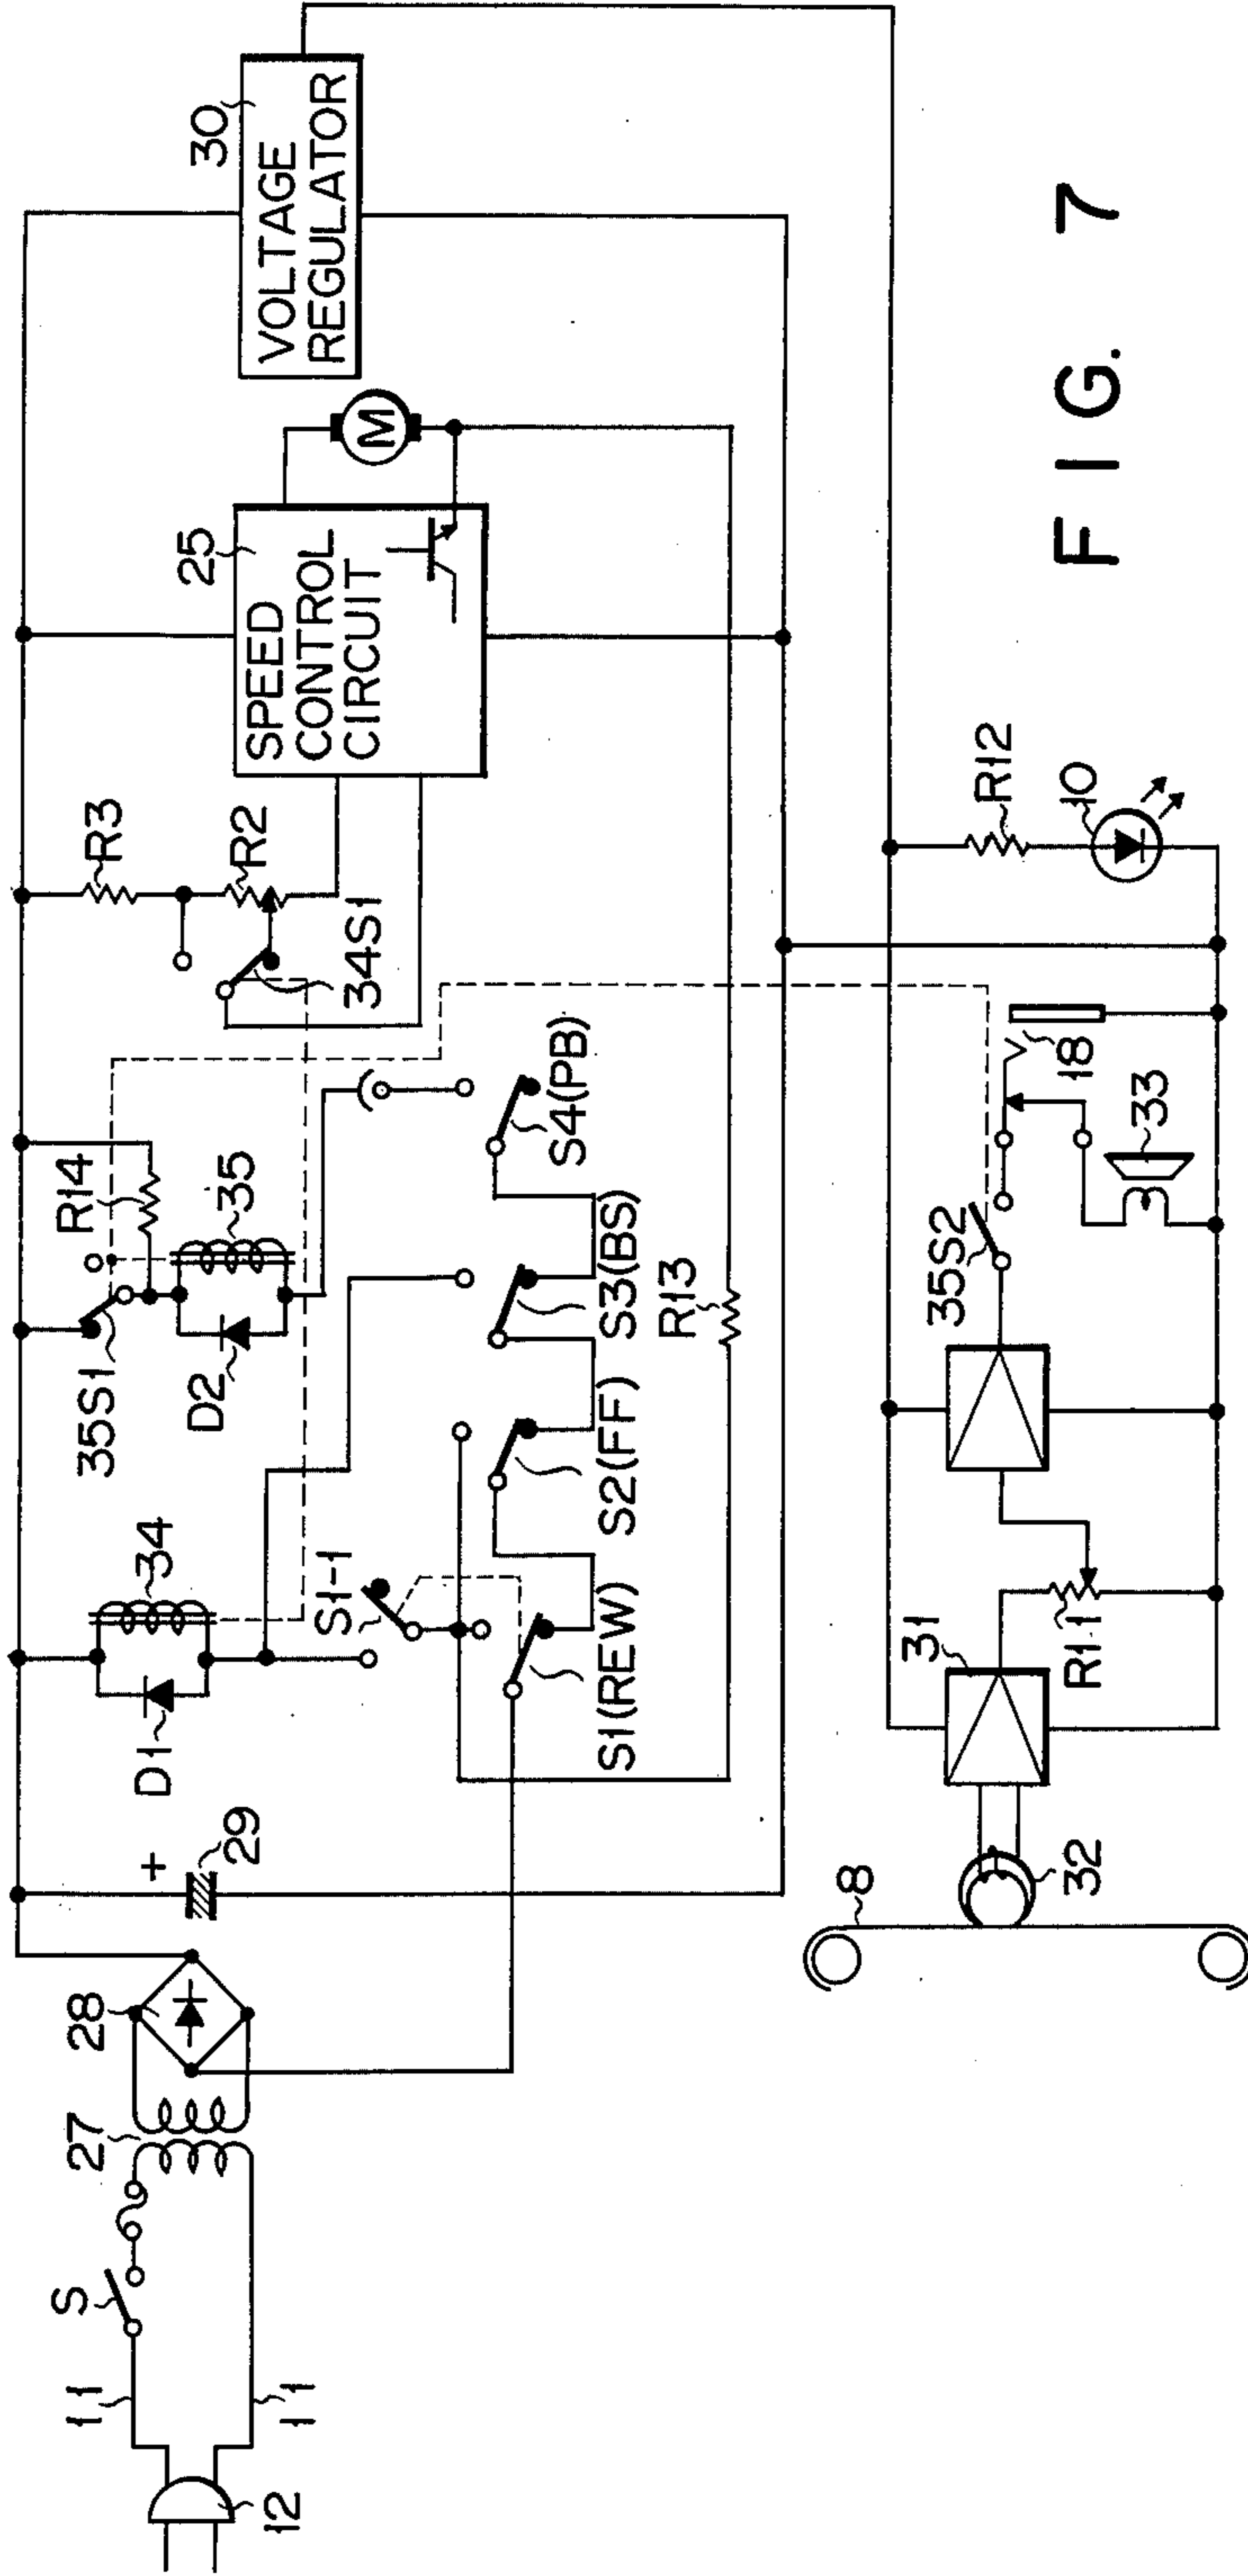 12
11
11
S
27
28
+
29
D1
34
S1-1
S1(REW)
S2(FF)
S3(BS)
S4(PB)
35S1
D2
35
R14
R13
R3
R2
34S1
25
SPEED
CONTROL
CIRCUIT
M
30
VOLTAGE
REGULATOR
8
32
31
R11
35S2
33
18
R12
10
FIG. 7